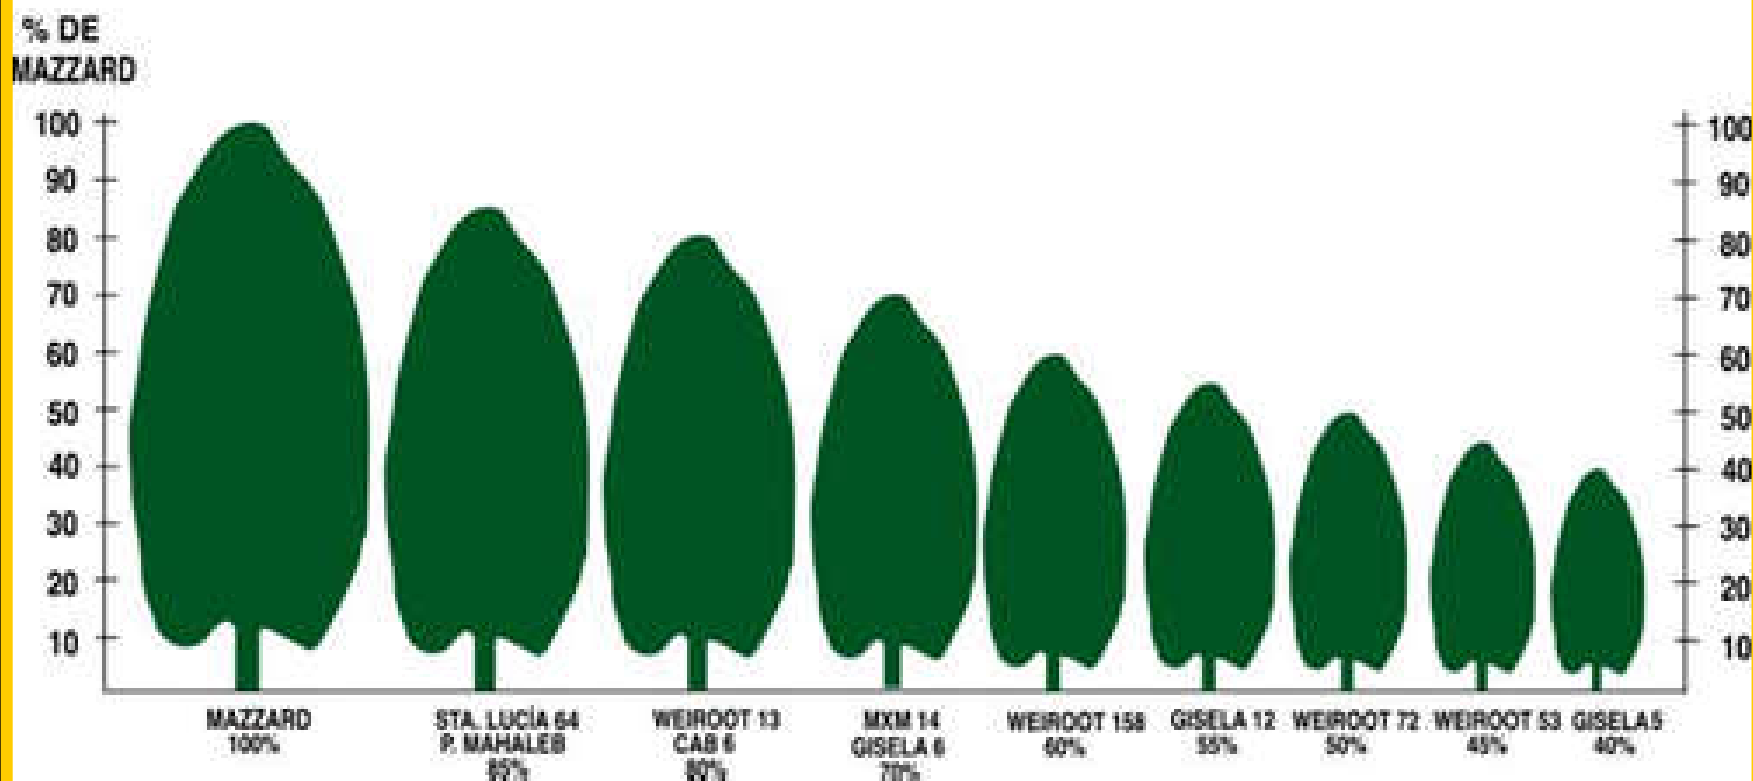 % DE
MAZZARD
100
90
80
70
60
50
40
30
20
10
100
90
80
70
60
50
40
30
20
10
MAZZARD
100%
STA. LUCÍA 64
P. MAHALEB
85%
WEIROOT 13
CAB 6
80%
MXM 14
GISELA 6
70%
WEIROOT 158
60%
GISELA 12
55%
WEIROOT 72
50%
WEIROOT 53
45%
GISELA5
40%